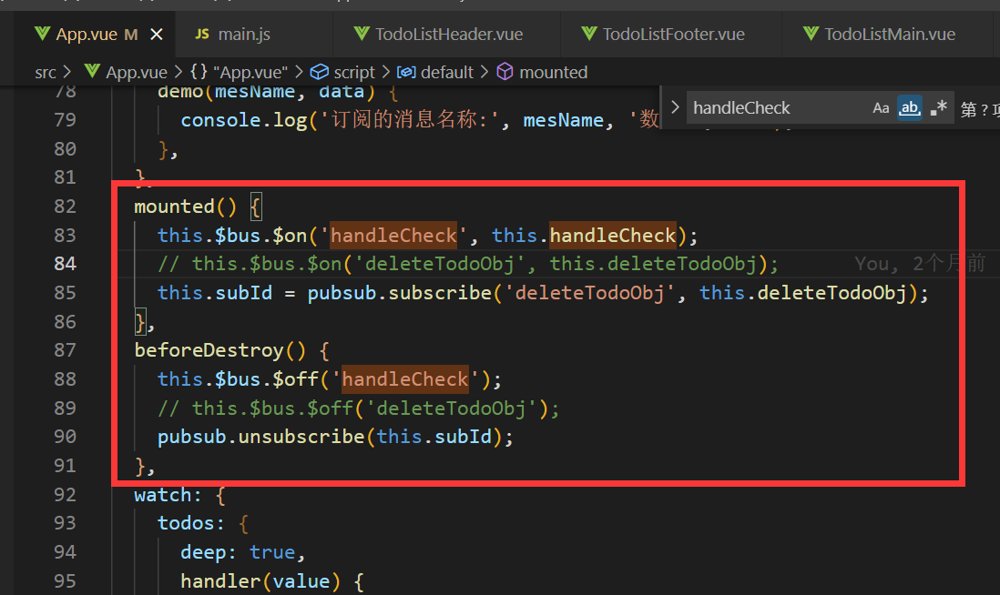 App.vue M
JS main.js
TodoListHeader.vue
TodoListFooter.vue
TodoListMain.vue
src > App.vue > {} "App.vue" > script > default > mounted
handleCheck Aa ab .* 第 ? 项
78 demo(mesName, data) {
79 console.log('订阅的消息名称:', mesName, '数
80 },
81 },
82 mounted() {
83 this.$bus.$on('handleCheck', this.handleCheck);
84 // this.$bus.$on('deleteTodoObj', this.deleteTodoObj); You, 2个月前
85 this.subId = pubsub.subscribe('deleteTodoObj', this.deleteTodoObj);
86 },
87 beforeDestroy() {
88 this.$bus.$off('handleCheck');
89 // this.$bus.$off('deleteTodoObj');
90 pubsub.unsubscribe(this.subId);
91 },
92 watch: {
93 todos: {
94 deep: true,
95 handler(value) {